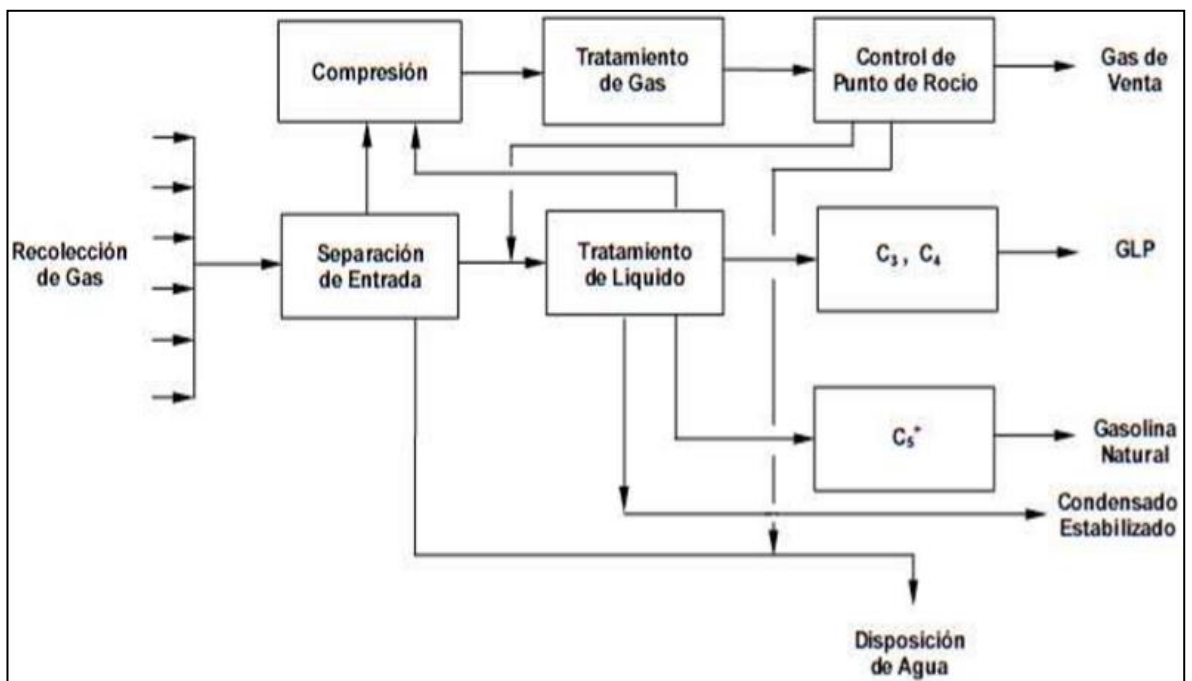 Compresión
Tratamiento
de Gas
Control de
Punto de Rocio
Gas de
Venta
Recolección
de Gas
Separación
de Entrada
Tratamiento
de Liquido
C₃ , C₄
GLP
C₅⁺
Gasolina
Natural
Condensado
Estabilizado
Disposición
de Agua